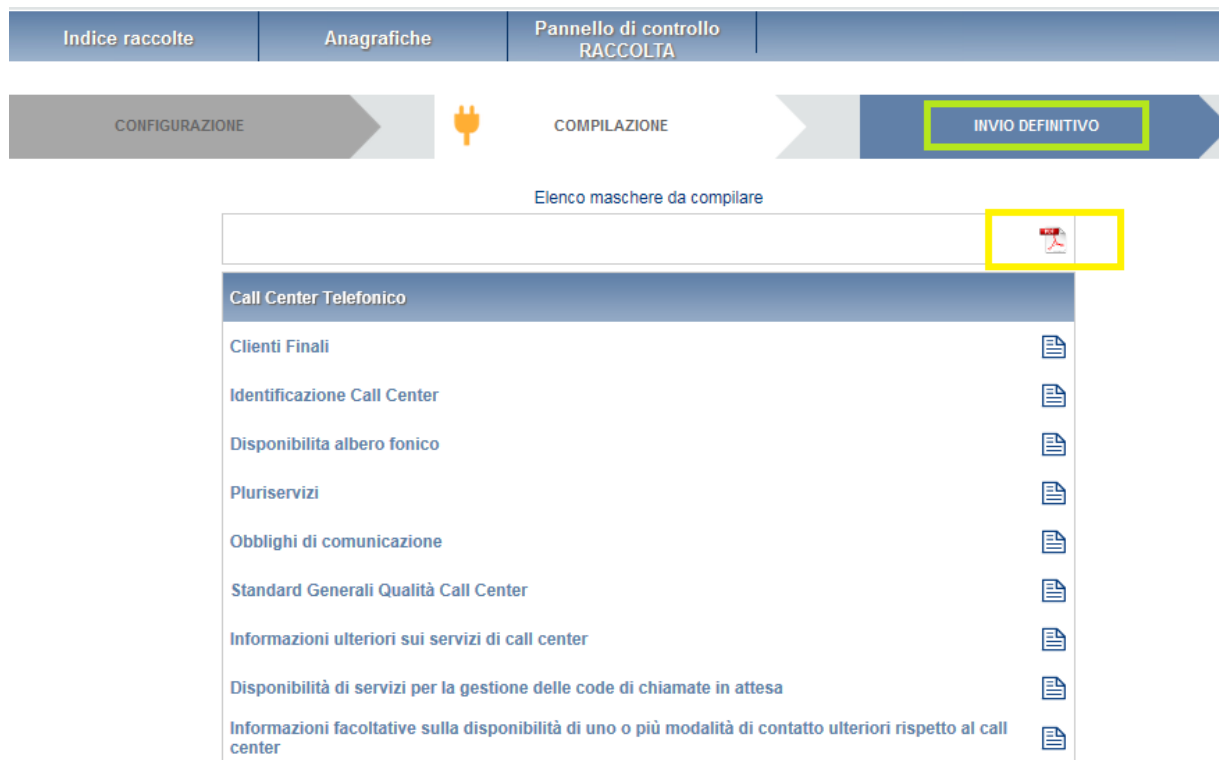 Indice raccolte
Anagrafiche
Pannello di controllo
RACCOLTA
CONFIGURAZIONE
COMPILAZIONE
INVIO DEFINITIVO
Elenco maschere da compilare
Call Center Telefonico
Clienti Finali
Identificazione Call Center
Disponibilita albero fonico
Pluriservizi
Obblighi di comunicazione
Standard Generali Qualità Call Center
Informazioni ulteriori sui servizi di call center
Disponibilità di servizi per la gestione delle code di chiamate in attesa
Informazioni facoltative sulla disponibilità di uno o più modalità di contatto ulteriori rispetto al call
center